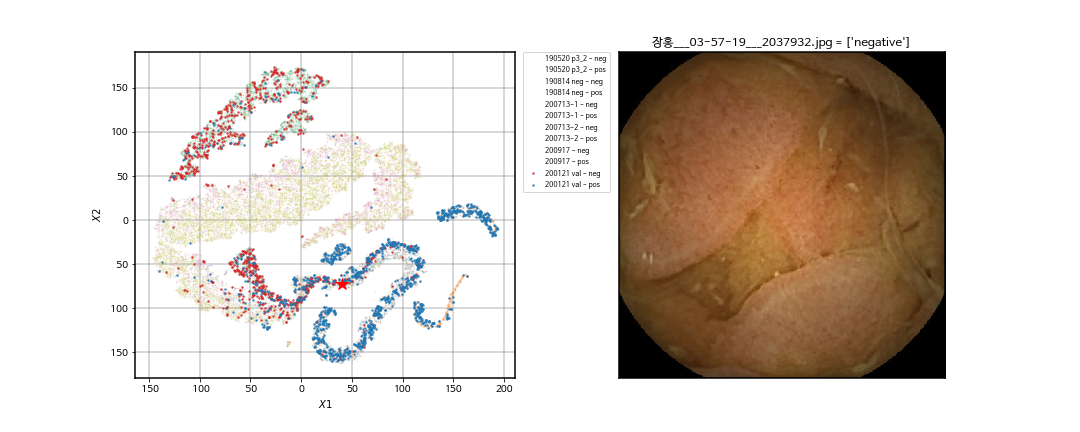 장흥___03-57-19___2037932.jpg = ['negative']
190520 p3_2 - neg
190520 p3_2 - pos
190814 neg - neg
190814 neg - pos
200713-1 - neg
200713-1 - pos
200713-2 - neg
200713-2 - pos
200917 - neg
200917 - pos
200121 val - neg
200121 val - pos
X2
150
100
50
0
50
100
150
150 100 50 0 50 100 150 200
X1